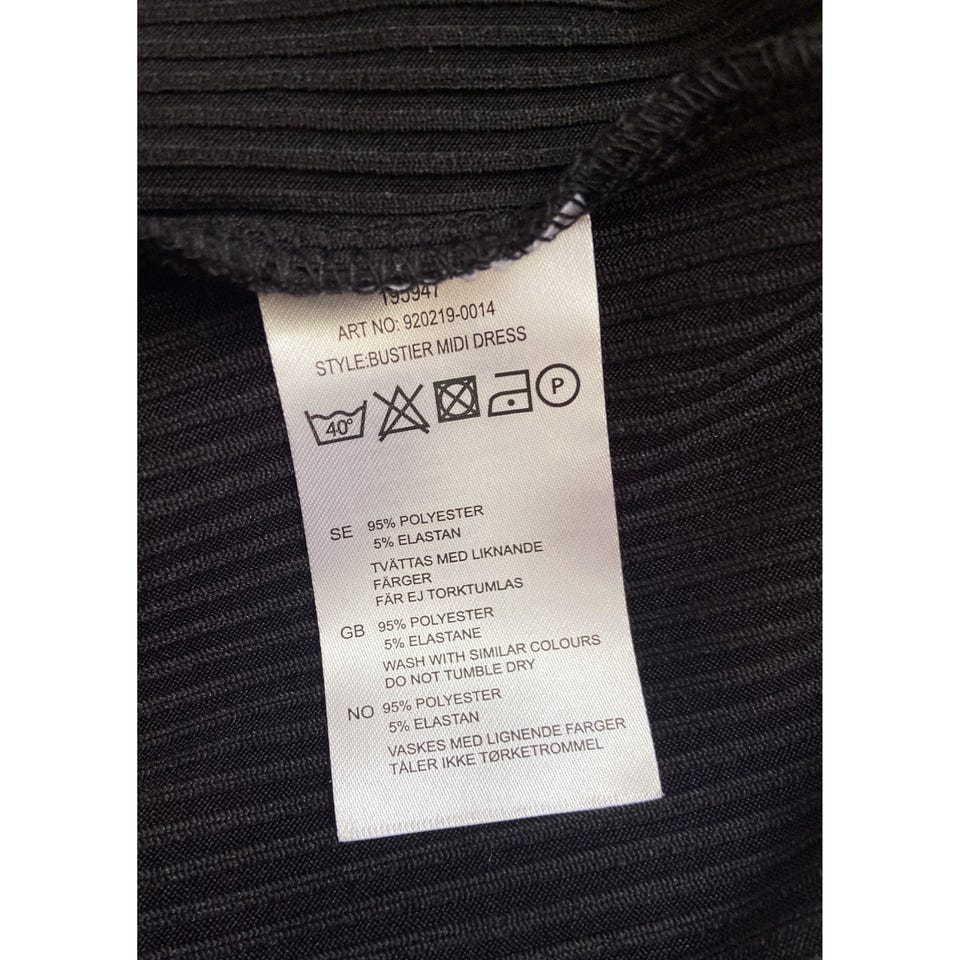 195947
ART NO: 920219-0014
STYLE:BUSTIER MIDI DRESS
40° P
SE 95% POLYESTER
5% ELASTAN
TVÄTTAS MED LIKNANDE
FÄRGER
FÄR EJ TORKTUMLAS
GB 95% POLYESTER
5% ELASTANE
WASH WITH SIMILAR COLOURS
DO NOT TUMBLE DRY
NO 95% POLYESTER
5% ELASTAN
VASKES MED LIGNENDE FARGER
TÅLER IKKE TØRKETROMMEL